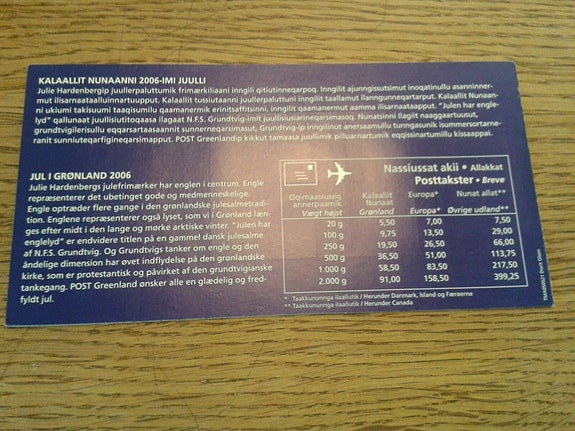 KALAALLIT NUNAANNI 2006-IMI JUULLI
Julie Hardenbergip juullerpaluttumik frimærkiliaani inngili qitiutinneqarpoq. Inngilit ajunngissutsimut inoqatinullu asanninner-
mut ilisarnaataalluinnartuupput. Kalaallit tussiutaanni juullerpaluttuni inngilit taallamut ilanngunneqartarput. Kalaallit Nunaan-
ni ukiumi takisuumi taaqisumilu qaamanermik erinitsaffitsinni, inngilit qaamanermut aamma ilisarnaataapput. "Julen har enge-
lyd" qallunaat juullisiutitoqaasa ilagaat N.F.S. Grundtvig-imit juullisiusiarineqarsimasoq. Nunatsinni ilagiit naaggaartuusut,
grundtvigilerisullu eqqarsartaasaannit sunnerneqarsimasut, Grundtvig-ip inngilinut anersaamullu tunngasunik isummersortarne-
ranit sunniuteqarfigineqarsimapput. POST Greenlandip kikkut tamaasa juullimik pilluarnartumik eqqissinartumillu kissaappai.
JUL I GRØNLAND 2006
Julie Hardenbergs julefrimærker har englen i centrum. Engle
repræsenterer det ubetinget gode og medmenneskelige.
Engle optræder flere gange i den grønlandske julesalmetradi-
tion. Englene repræsenterer også lyset, som vi i Grønland læn-
ges efter midt i den lange og mørke arktiske vinter. "Julen har
englelyd" er endvidere titlen på en gammel dansk julesalme
af N.F.S. Grundtvig. Og Grundtvigs tanker om engle og den
åndelige dimension har øvet indflydelse på den grønlandske
kirke, som er protestantisk og påvirket af den grundtvigianske
tankegang. POST Greenland ønsker alle en glædelig og fred-
fyldt jul.
Nassiussat akii • Allakkat
Posttakster • Breve
Oqimaassuseq annerpaamik Kalaallit Nunaat Europa* Nunat allat**
Vægt højst Grønland Europa* Øvrige udland**
20 g 5,50 7,00 7,50
100 g 9,75 13,50 29,00
250 g 19,50 26,50 66,00
500 g 36,50 51,00 113,75
1.000 g 58,50 83,50 217,50
2.000 g 91,00 158,50 399,25
* Taakkununnga ilaallutik / Herunder Danmark, Island og Færøerne
** Taakkununnga ilaallutik / Herunder Canada